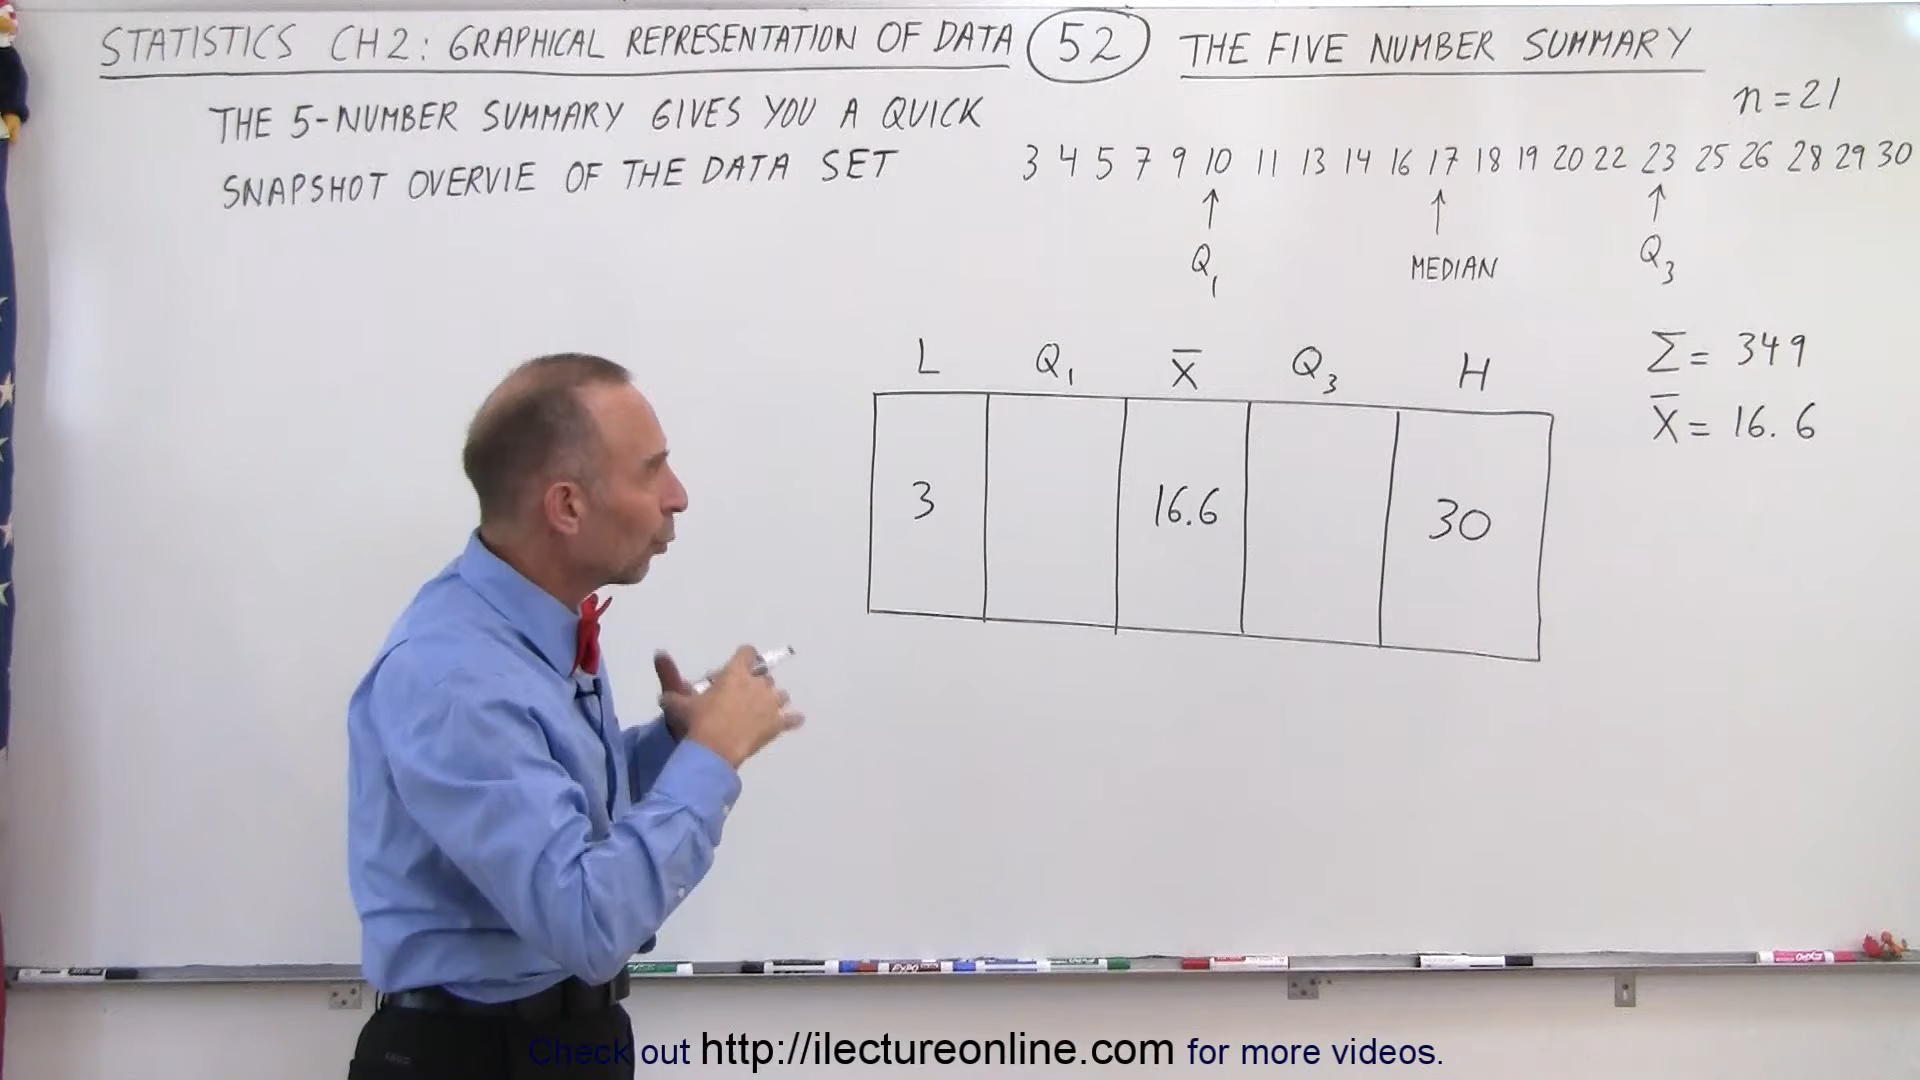 STATISTICS CH2: GRAPHICAL REPRESENTATION OF DATA 52 THE FIVE NUMBER SUMMARY
n = 21
THE 5-NUMBER SUMMARY GIVES YOU A QUICK
SNAPSHOT OVERVIE OF THE DATA SET
3 4 5 7 9 10 11 13 14 16 17 18 19 20 22 23 25 26 28 29 30
↑ ↑ ↑
Q₁ MEDIAN Q₃
L Q₁ X̄ Q₃ H
3 16.6 30
Σ = 349
X̄ = 16.6
EXPO
Check out http://ilectureonline.com for more videos.